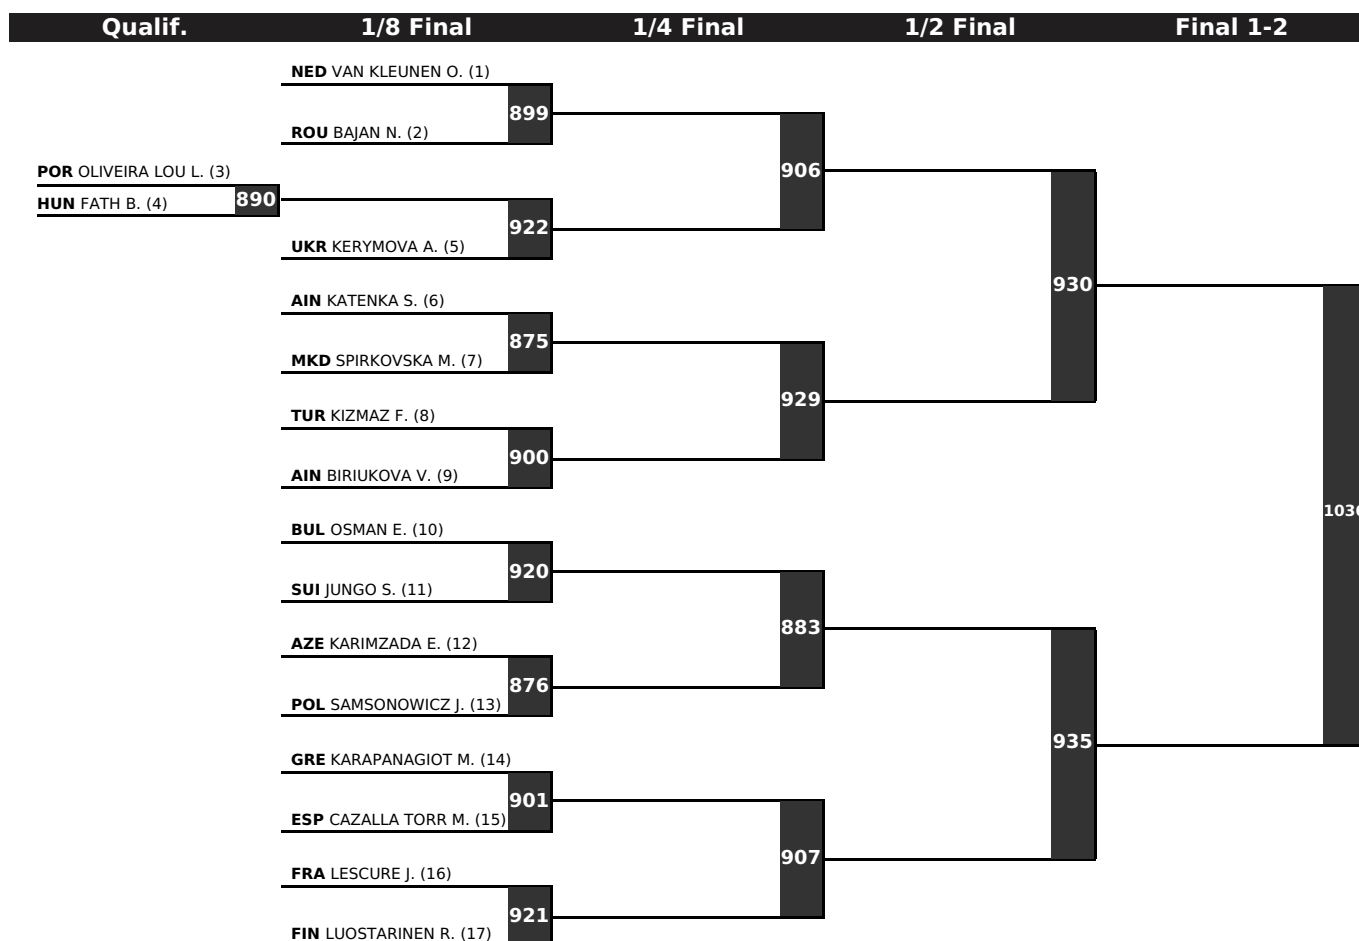 Qualif. 1/8 Final 1/4 Final 1/2 Final Final 1-2
NED VAN KLEUNEN O. (1)
899
ROU BAJAN N. (2)
906
POR OLIVEIRA LOU L. (3)
HUN FATH B. (4) 890
922
UKR KERYMOVA A. (5)
930
AIN KATENKA S. (6)
875
MKD SPIRKOVSKA M. (7)
929
TUR KIZMAZ F. (8)
900
AIN BIRIUKOVA V. (9)
BUL OSMAN E. (10)
920
SUI JUNGO S. (11)
883
AZE KARIMZADA E. (12)
876
POL SAMSONOWICZ J. (13)
935
GRE KARAPANAGIOT M. (14)
901
ESP CAZALLA TORR M. (15)
907
FRA LESCURE J. (16)
921
FIN LUOSTARINEN R. (17)